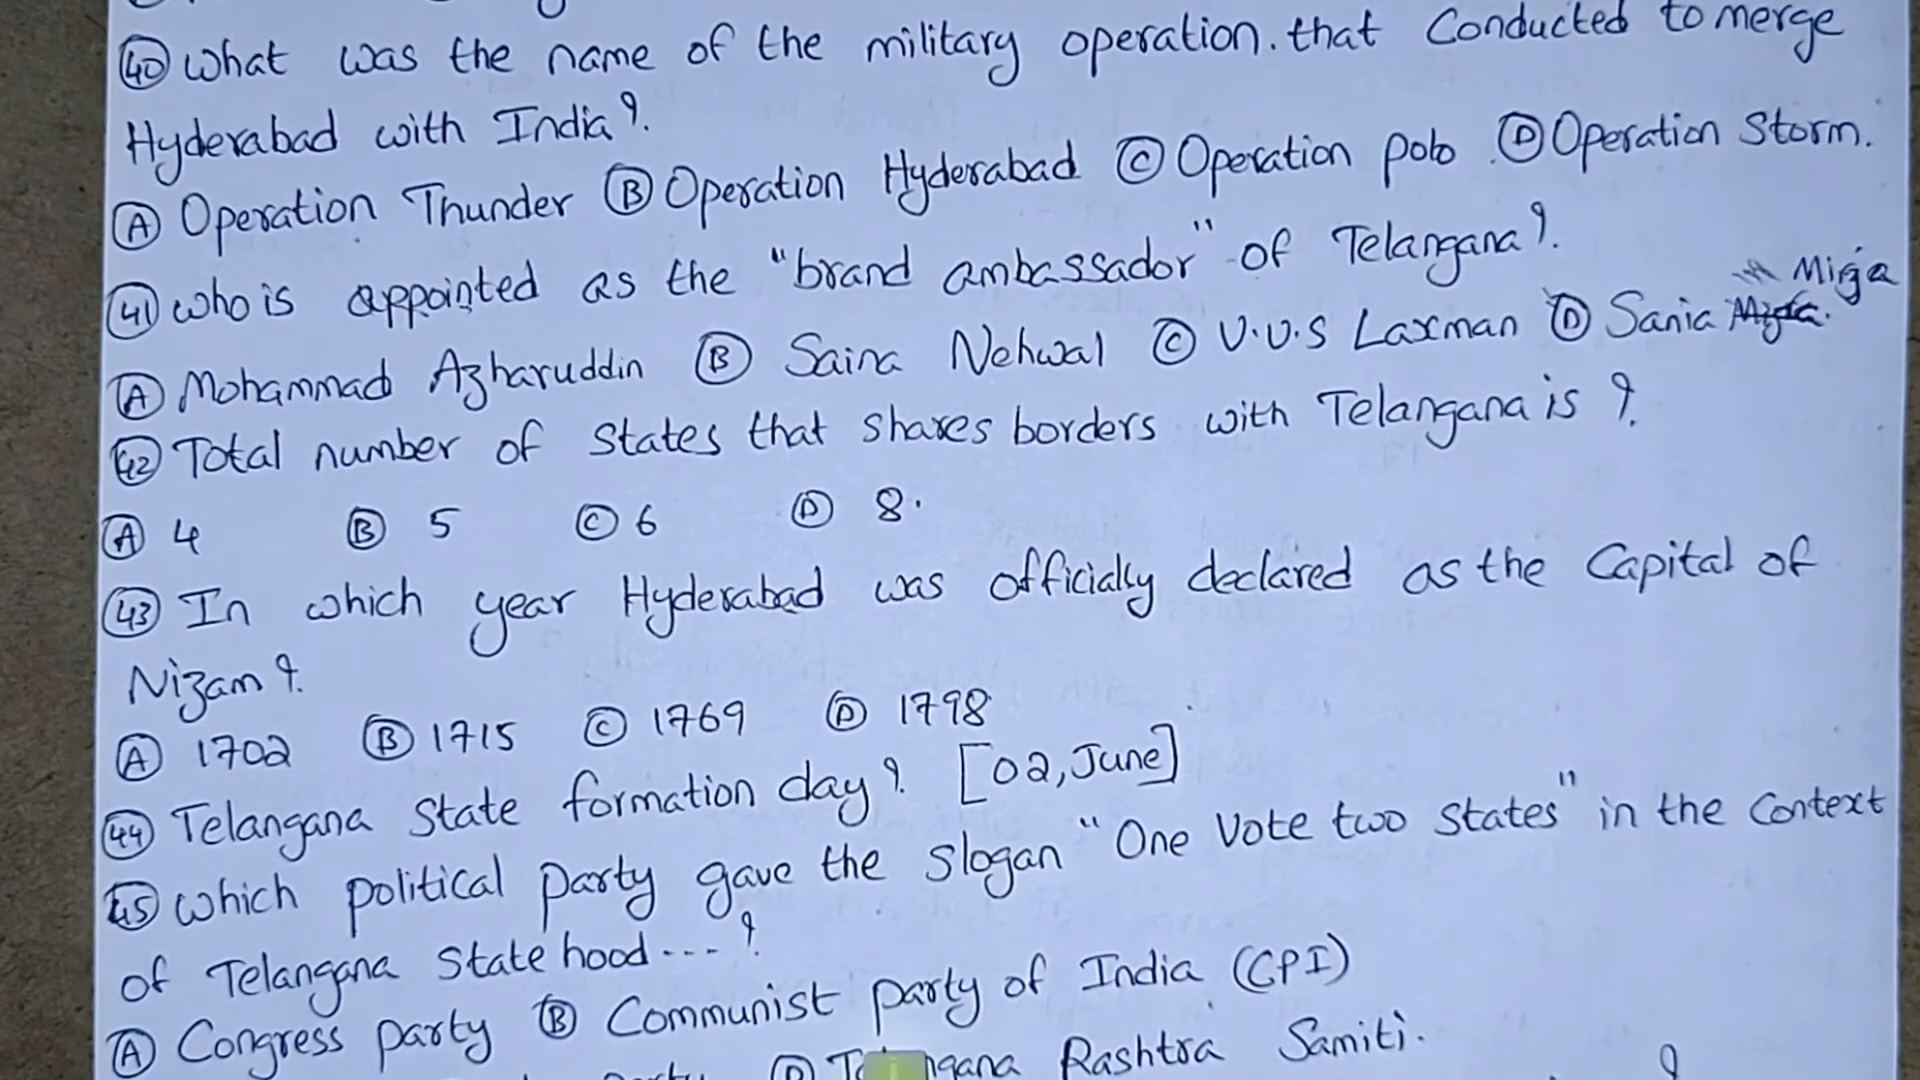 40 What was the name of the military operation. that Conducted to merge
Hyderabad with India?
A Operation Thunder B Operation Hyderabad C Operation polo D Operation Storm.
41 who is appointed as the "brand ambassador" of Telangana?
A Mohammad Azharuddin B Saina Nehwal C V.V.S Laxman D Sania Mirja
42 Total number of States that shares borders with Telangana is ?
A 4 B 5 C 6 D 8.
43 In which year Hyderabad was officially declared as the Capital of
Nizam ?
A 1702 B 1715 C 1769 D 1798
44 Telangana State formation day? [02, June]
45 which political party gave the slogan "One Vote two states" in the Context
of Telangana State hood ---?
A Congress party B Communist party of India (CPI)
party D Rashtra Samiti.